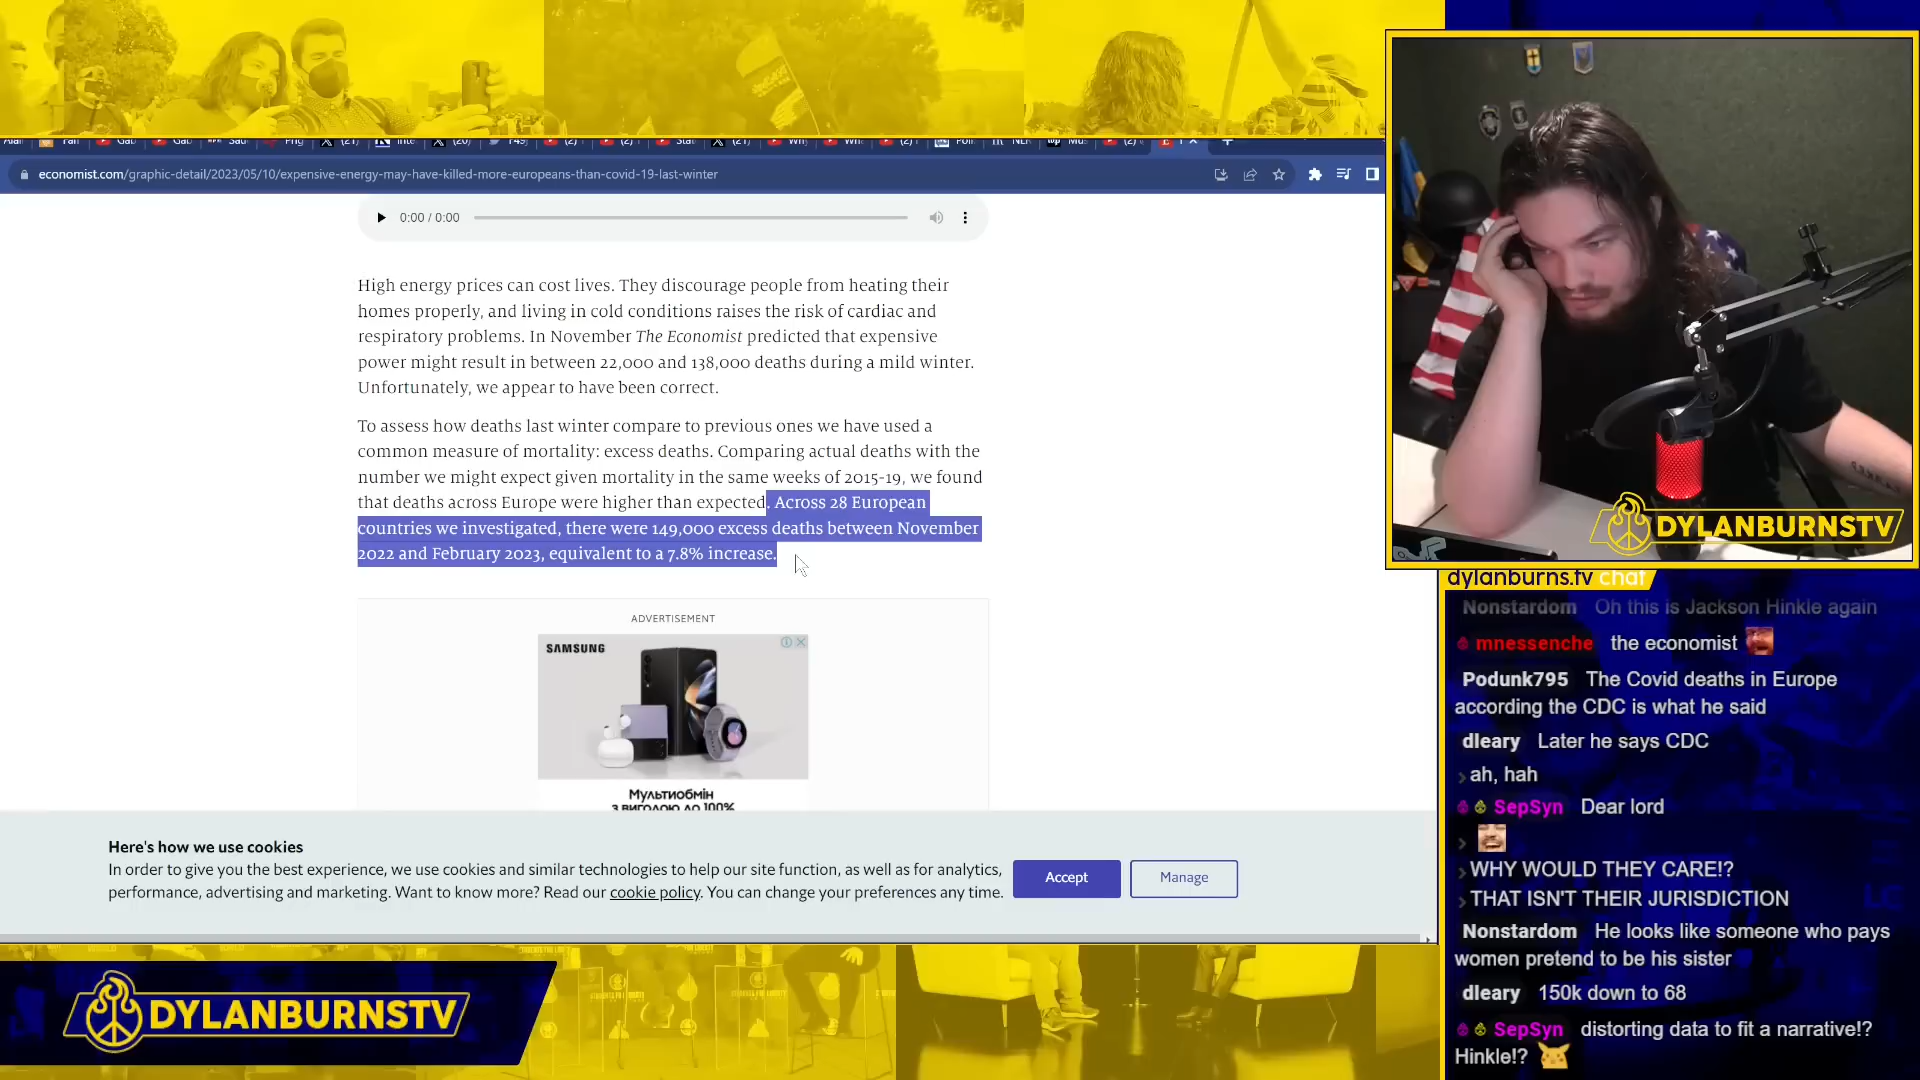 economist.com/graphic-detail/2023/05/10/expensive-energy-may-have-killed-more-europeans-than-covid-19-last-winter
0:00 / 0:00
High energy prices can cost lives. They discourage people from heating their
homes properly, and living in cold conditions raises the risk of cardiac and
respiratory problems. In November The Economist predicted that expensive
power might result in between 22,000 and 138,000 deaths during a mild winter.
Unfortunately, we appear to have been correct.
To assess how deaths last winter compare to previous ones we have used a
common measure of mortality: excess deaths. Comparing actual deaths with the
number we might expect given mortality in the same weeks of 2015-19, we found
that deaths across Europe were higher than expected. Across 28 European
countries we investigated, there were 149,000 excess deaths between November
2022 and February 2023, equivalent to a 7.8% increase.
ADVERTISEMENT
SAMSUNG
Мультиобмін
з вигодою до 100%
Here's how we use cookies
In order to give you the best experience, we use cookies and similar technologies to help our site function, as well as for analytics,
performance, advertising and marketing. Want to know more? Read our cookie policy. You can change your preferences any time.
Accept
Manage
DYLANBURNSTV
DYLANBURNSTV
dylanburns.tv chat
Nonstardom Oh this is Jackson Hinkle again
mnessenche the economist
Podunk795 The Covid deaths in Europe
according the CDC is what he said
dleary Later he says CDC
ah, hah
SepSyn Dear lord
WHY WOULD THEY CARE!?
THAT ISN'T THEIR JURISDICTION
Nonstardom He looks like someone who pays
women pretend to be his sister
dleary 150k down to 68
SepSyn distorting data to fit a narrative!?
Hinkle!?